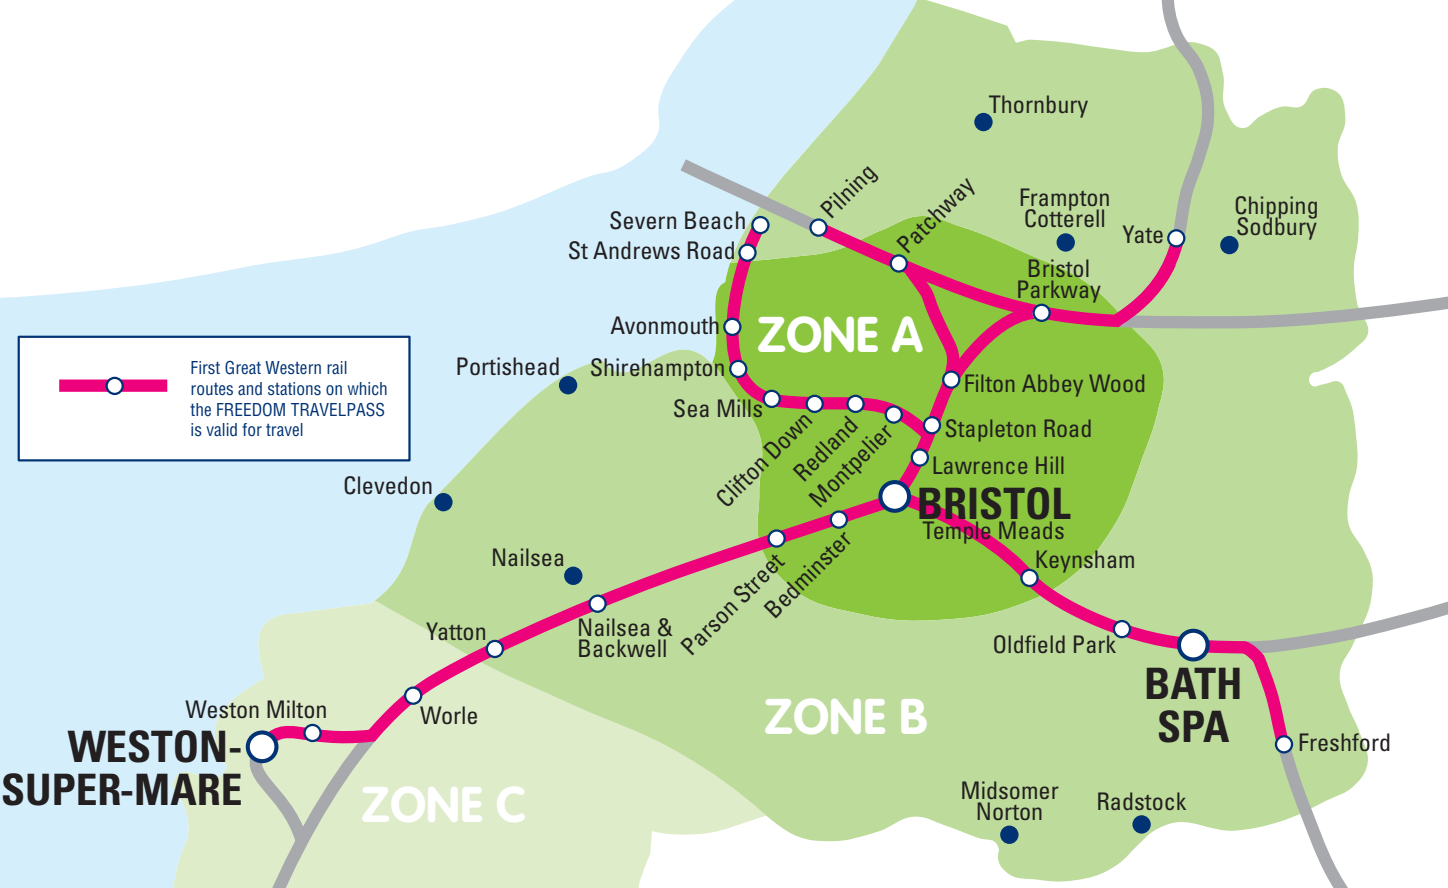 Thornbury
Pilning
Patchway
Frampton
Cotterell
Chipping
Sodbury
Severn Beach
Yate
St Andrews Road
Bristol
Parkway
Avonmouth
ZONE A
First Great Western rail
routes and stations on which
the FREEDOM TRAVELPASS
is valid for travel
Portishead
Shirehampton
Filton Abbey Wood
Sea Mills
Clifton Down
Redland
Montpelier
Stapleton Road
Lawrence Hill
Clevedon
BRISTOL
Temple Meads
Nailsea
Keynsham
Parson Street
Bedminster
Nailsea &
Backwell
Yatton
Oldfield Park
BATH
SPA
Weston Milton
Worle
ZONE B
WESTON-
SUPER-MARE
Freshford
ZONE C
Midsomer
Norton
Radstock